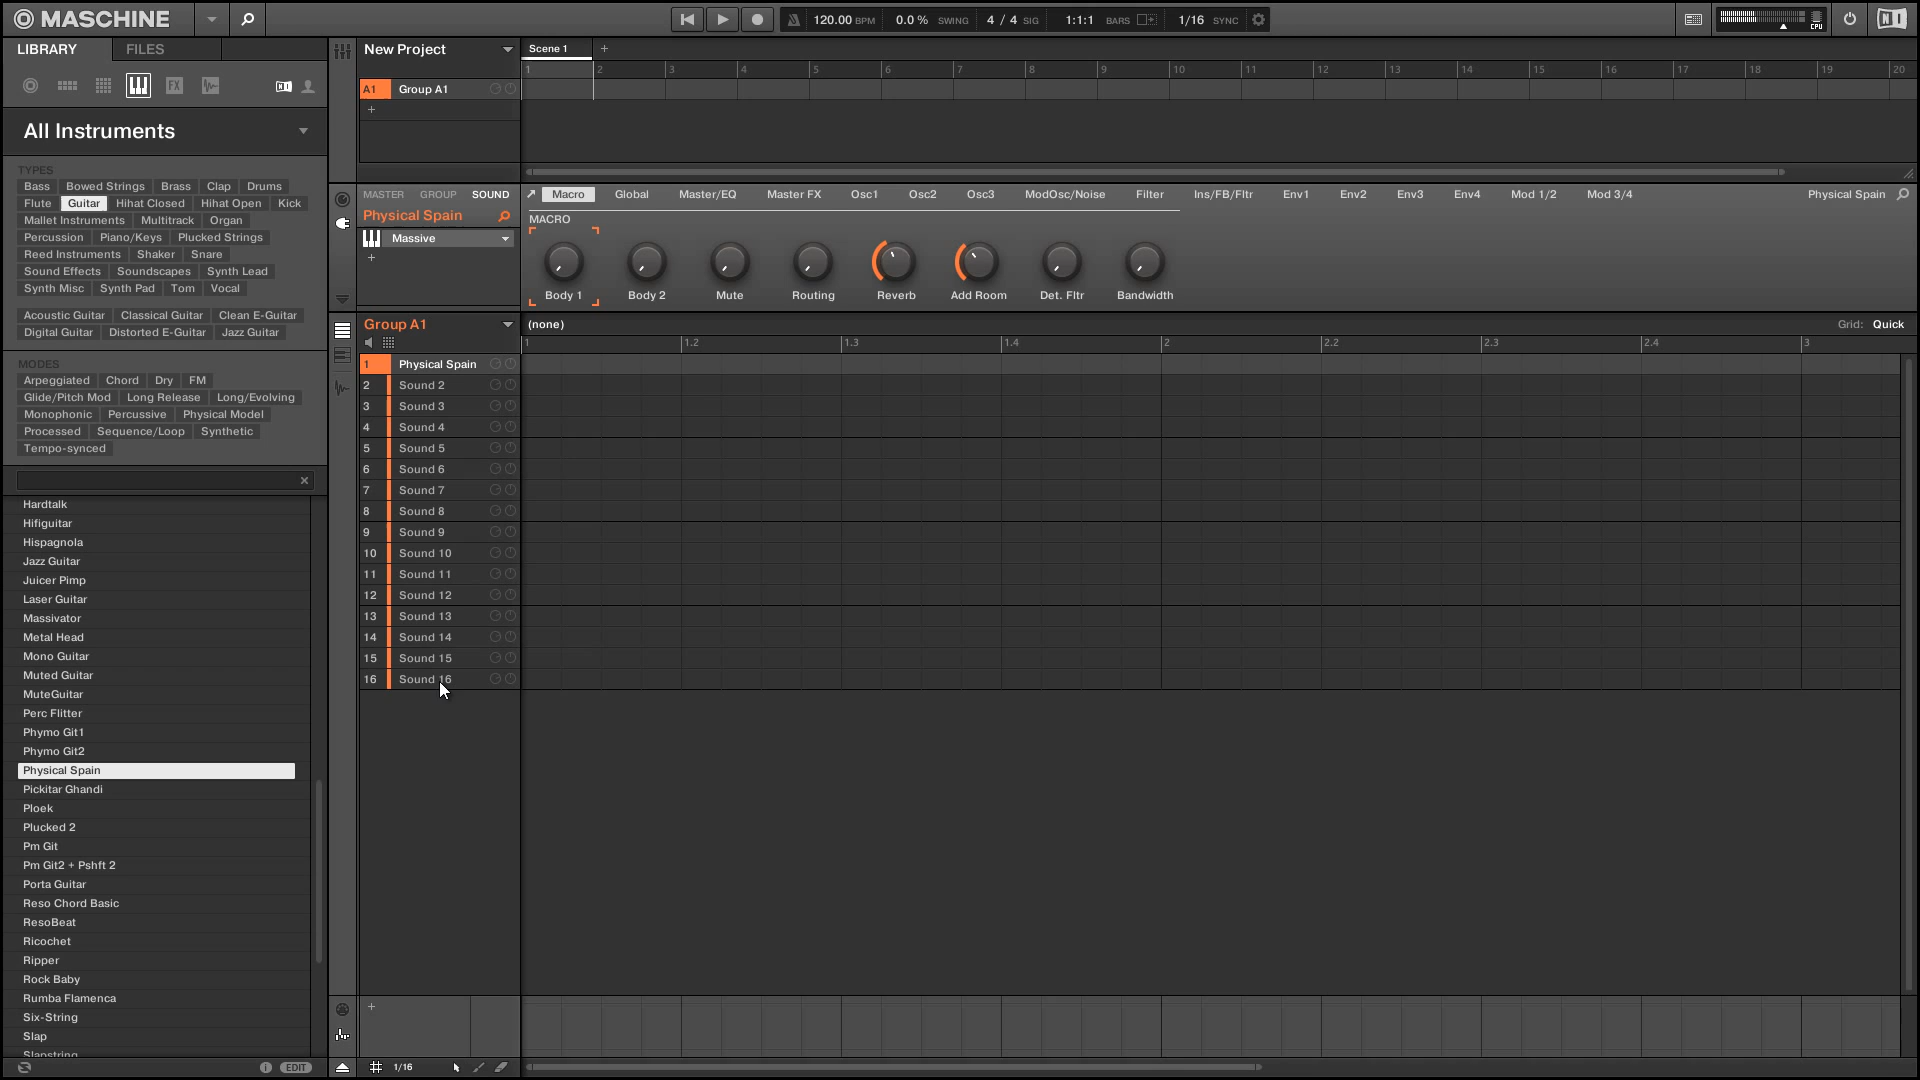 MASCHINE
120.00 BPM 0.0 % SWING 4 / 4 SIG 1:1:1 BARS 1/16 SYNC
CPU
LIBRARY FILES
New Project
Scene 1 +
1 2 3 4 5 6 7 8 9 10 11 12 13 14 15 16 17 18 19 20
FX
A1 Group A1
+
All Instruments
TYPES
Bass Bowed Strings Brass Clap Drums
Flute Guitar Hihat Closed Hihat Open Kick
Mallet Instruments Multitrack Organ
Percussion Piano/Keys Plucked Strings
Reed Instruments Shaker Snare
Sound Effects Soundscapes Synth Lead
Synth Misc Synth Pad Tom Vocal
Acoustic Guitar Classical Guitar Clean E-Guitar
Digital Guitar Distorted E-Guitar Jazz Guitar
MODES
Arpeggiated Chord Dry FM
Glide/Pitch Mod Long Release Long/Evolving
Monophonic Percussive Physical Model
Processed Sequence/Loop Synthetic
Tempo-synced
Hardtalk
Hifiguitar
Hispagnola
Jazz Guitar
Juicer Pimp
Laser Guitar
Massivator
Metal Head
Mono Guitar
Muted Guitar
MuteGuitar
Perc Flitter
Phymo Git1
Phymo Git2
Physical Spain
Pickitar Ghandi
Ploek
Plucked 2
Pm Git
Pm Git2 + Pshft 2
Porta Guitar
Reso Chord Basic
ResoBeat
Ricochet
Ripper
Rock Baby
Rumba Flamenca
Six-String
Slap
Slapstring
EDIT
MASTER GROUP SOUND
Physical Spain
Massive
+
Macro Global Master/EQ Master FX Osc1 Osc2 Osc3 ModOsc/Noise Filter Ins/FB/Fltr Env1 Env2 Env3 Env4 Mod 1/2 Mod 3/4 Physical Spain
MACRO
Body 1 Body 2 Mute Routing Reverb Add Room Det. Fltr Bandwidth
Group A1
(none)
Grid: Quick
1 1.2 1.3 1.4 2 2.2 2.3 2.4 3
1 Physical Spain
2 Sound 2
3 Sound 3
4 Sound 4
5 Sound 5
6 Sound 6
7 Sound 7
8 Sound 8
9 Sound 9
10 Sound 10
11 Sound 11
12 Sound 12
13 Sound 13
14 Sound 14
15 Sound 15
16 Sound 16
+
1/16